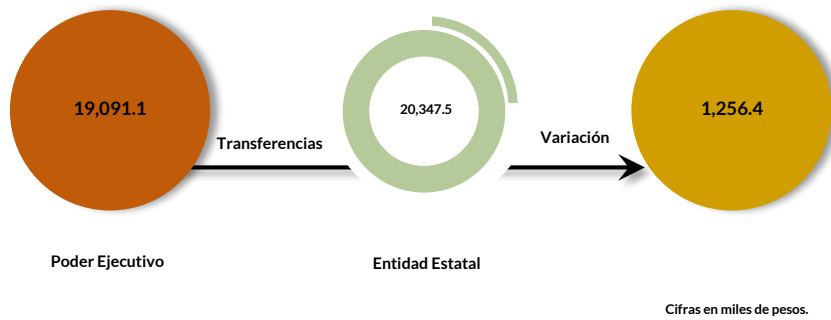 19,091.1
Transferencias
20,347.5
Variación
1,256.4
Poder Ejecutivo
Entidad Estatal
Cifras en miles de pesos.